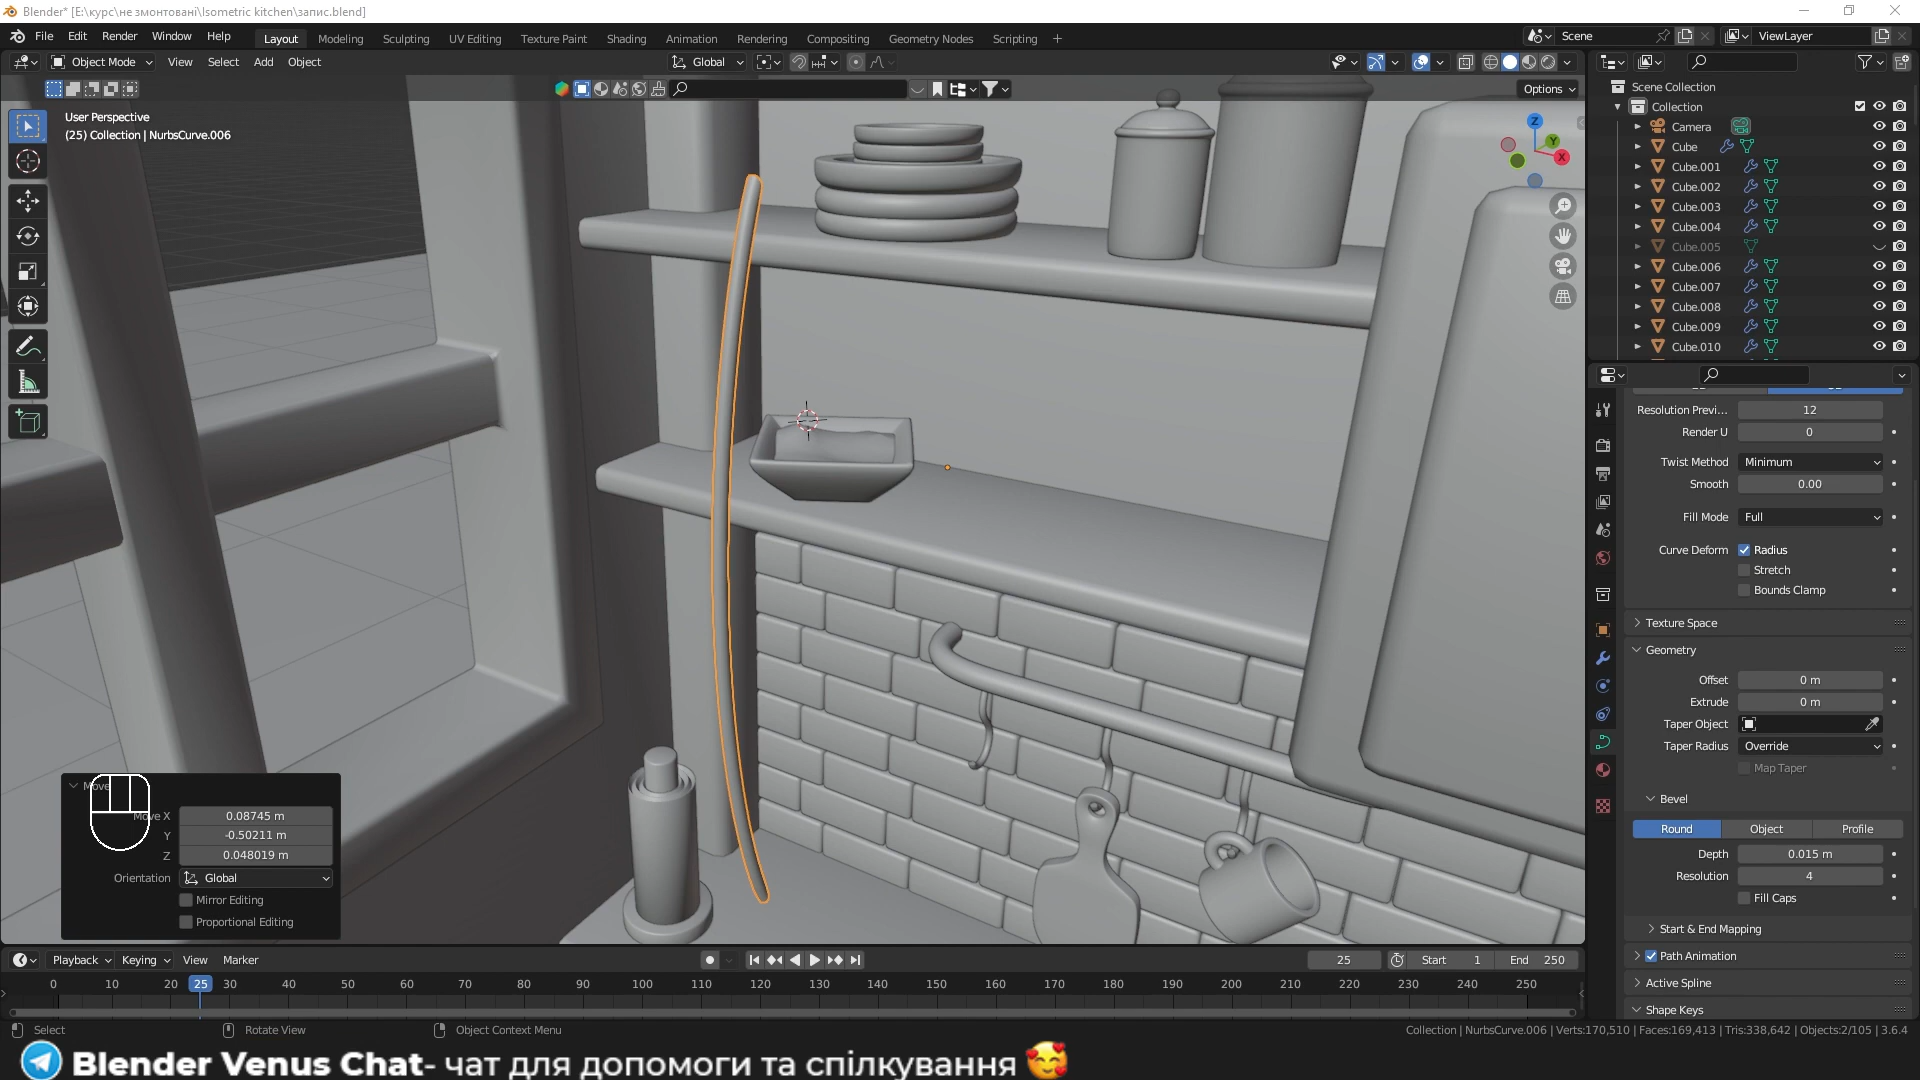 Blender* [E:\курс\не змонтовані\Isometric kitchen\запис.blend]
File Edit Render Window Help Layout Modeling Sculpting UV Editing Texture Paint Shading Animation Rendering Compositing Geometry Nodes Scripting + Scene ViewLayer
Object Mode View Select Add Object Global
Options
User Perspective
(25) Collection | NurbsCurve.006
Z
Y
X
Scene Collection
Collection
Camera
Cube
Cube.001
Cube.002
Cube.003
Cube.004
Cube.005
Cube.006
Cube.007
Cube.008
Cube.009
Cube.010
Resolution Previ... 12
Render U 0
Twist Method Minimum
Smooth 0.00
Fill Mode Full
Curve Deform Radius
Stretch
Bounds Clamp
Texture Space
Geometry
Offset 0 m
Extrude 0 m
Taper Object
Taper Radius Override
Map Taper
Bevel
Round Object Profile
Depth 0.015 m
Resolution 4
Fill Caps
Start & End Mapping
Path Animation
Active Spline
Shape Keys
Move
Move X 0.08745 m
Y -0.50211 m
Z 0.048019 m
Orientation Global
Mirror Editing
Proportional Editing
Playback Keying View Marker 25 Start 1 End 250
0 10 20 25 30 40 50 60 70 80 90 100 110 120 130 140 150 160 170 180 190 200 210 220 230 240 250
Select Rotate View Object Context Menu Collection | NurbsCurve.006 | Verts:170,510 | Faces:169,413 | Tris:338,642 | Objects:2/105 | 3.6.4
Blender Venus Chat- чат для допомоги та спілкування